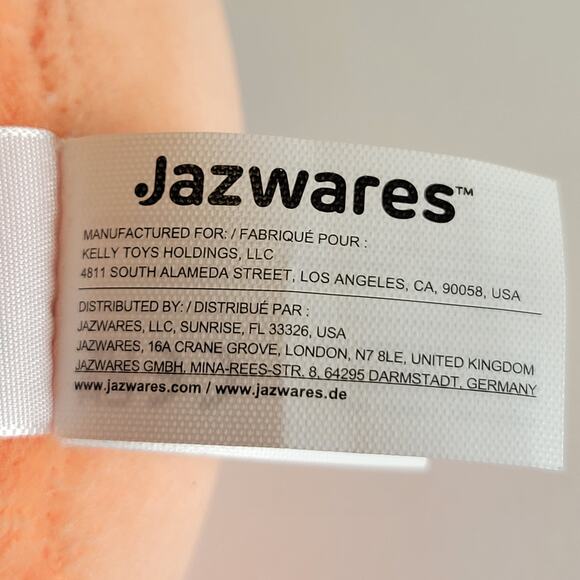 Jazwares™
MANUFACTURED FOR: / FABRIQUÉ POUR :
KELLY TOYS HOLDINGS, LLC
4811 SOUTH ALAMEDA STREET, LOS ANGELES, CA, 90058, USA
DISTRIBUTED BY: / DISTRIBUÉ PAR :
JAZWARES, LLC, SUNRISE, FL 33326, USA
JAZWARES, 16A CRANE GROVE, LONDON, N7 8LE, UNITED KINGDOM
JAZWARES GMBH, MINA-REES-STR. 8, 64295 DARMSTADT, GERMANY
www.jazwares.com / www.jazwares.de